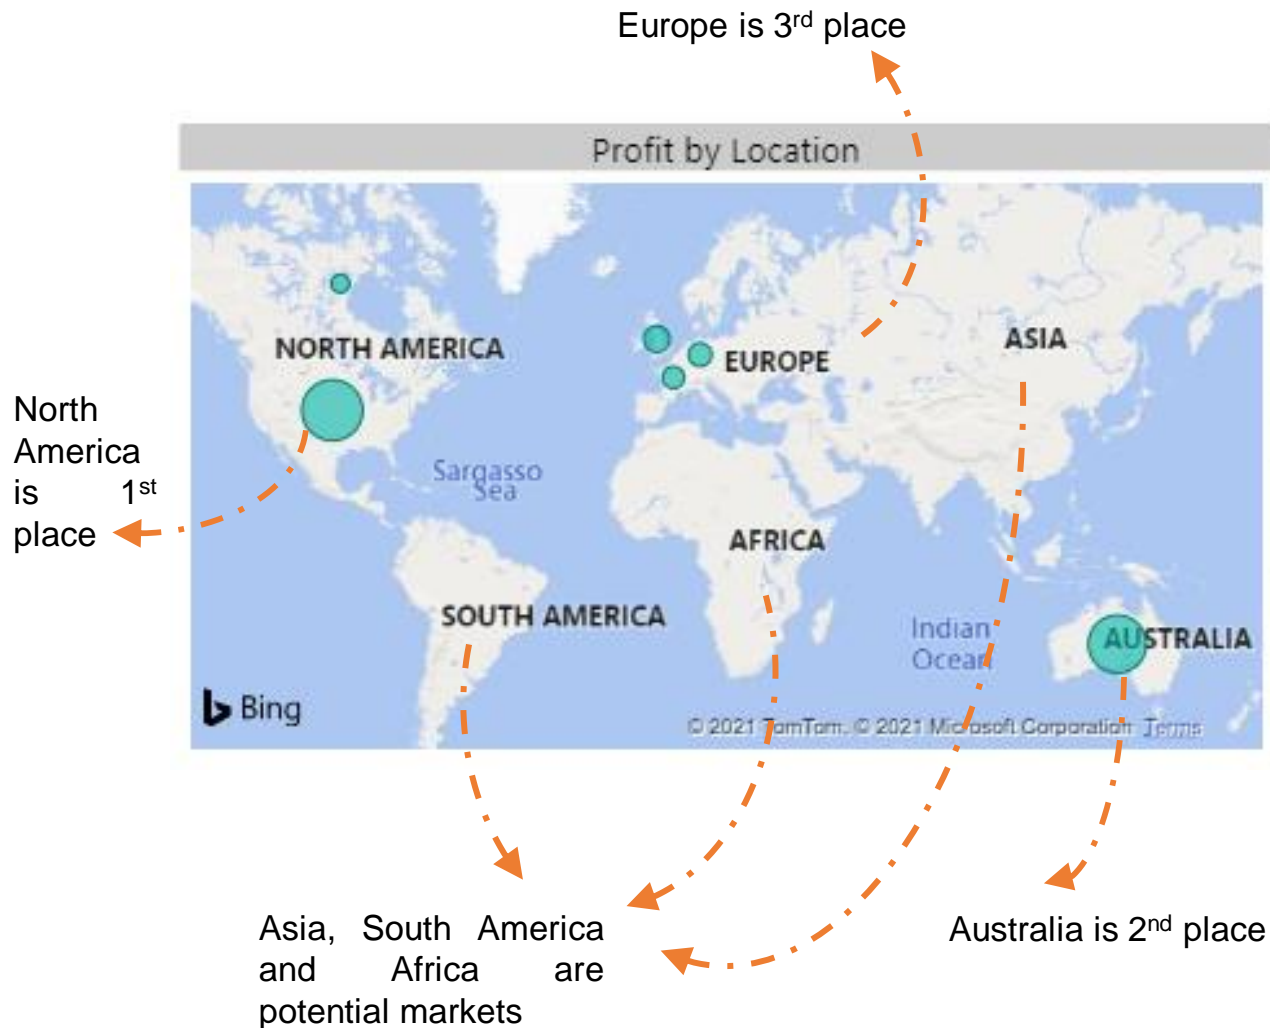 Europe is 3rd place
Profit by Location
NORTH AMERICA
EUROPE
ASIA
North
America
is 1st
place
Sargasso
Sea
AFRICA
SOUTH AMERICA
Indian
Ocean
AUSTRALIA
Bing
© 2021 TomTom, © 2021 Microsoft Corporation Terms
Asia, South America
and Africa are
potential markets
Australia is 2nd place